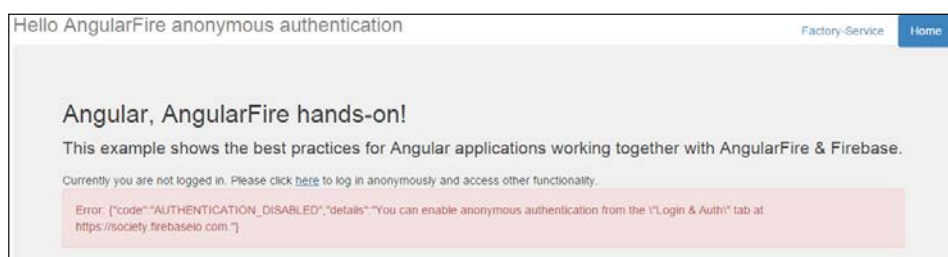 Hello AngularFire anonymous authentication
Factory-Service
Home
Angular, AngularFire hands-on!
This example shows the best practices for Angular applications working together with AngularFire & Firebase.
Currently you are not logged in. Please click here to log in anonymously and access other functionality.
Error: {"code":"AUTHENTICATION_DISABLED","details":"You can enable anonymous authentication from the \"Login & Auth\" tab at
https://society.firebaseio.com."}